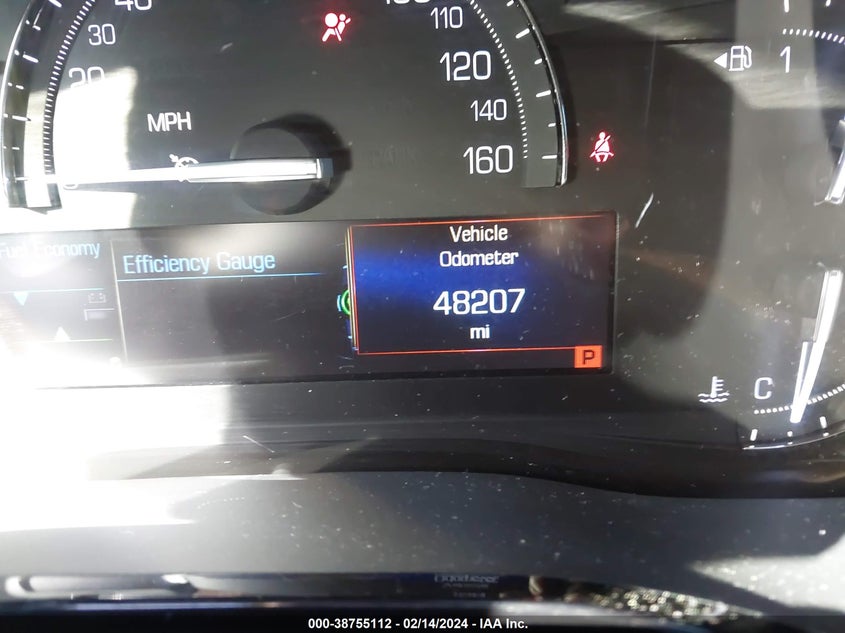 30
110
20
120
MPH
140
160
1
Fuel Economy
Efficiency Gauge
Vehicle
Odometer
48207
mi
P
C
000-38755112 - 02/14/2024 - IAA Inc.